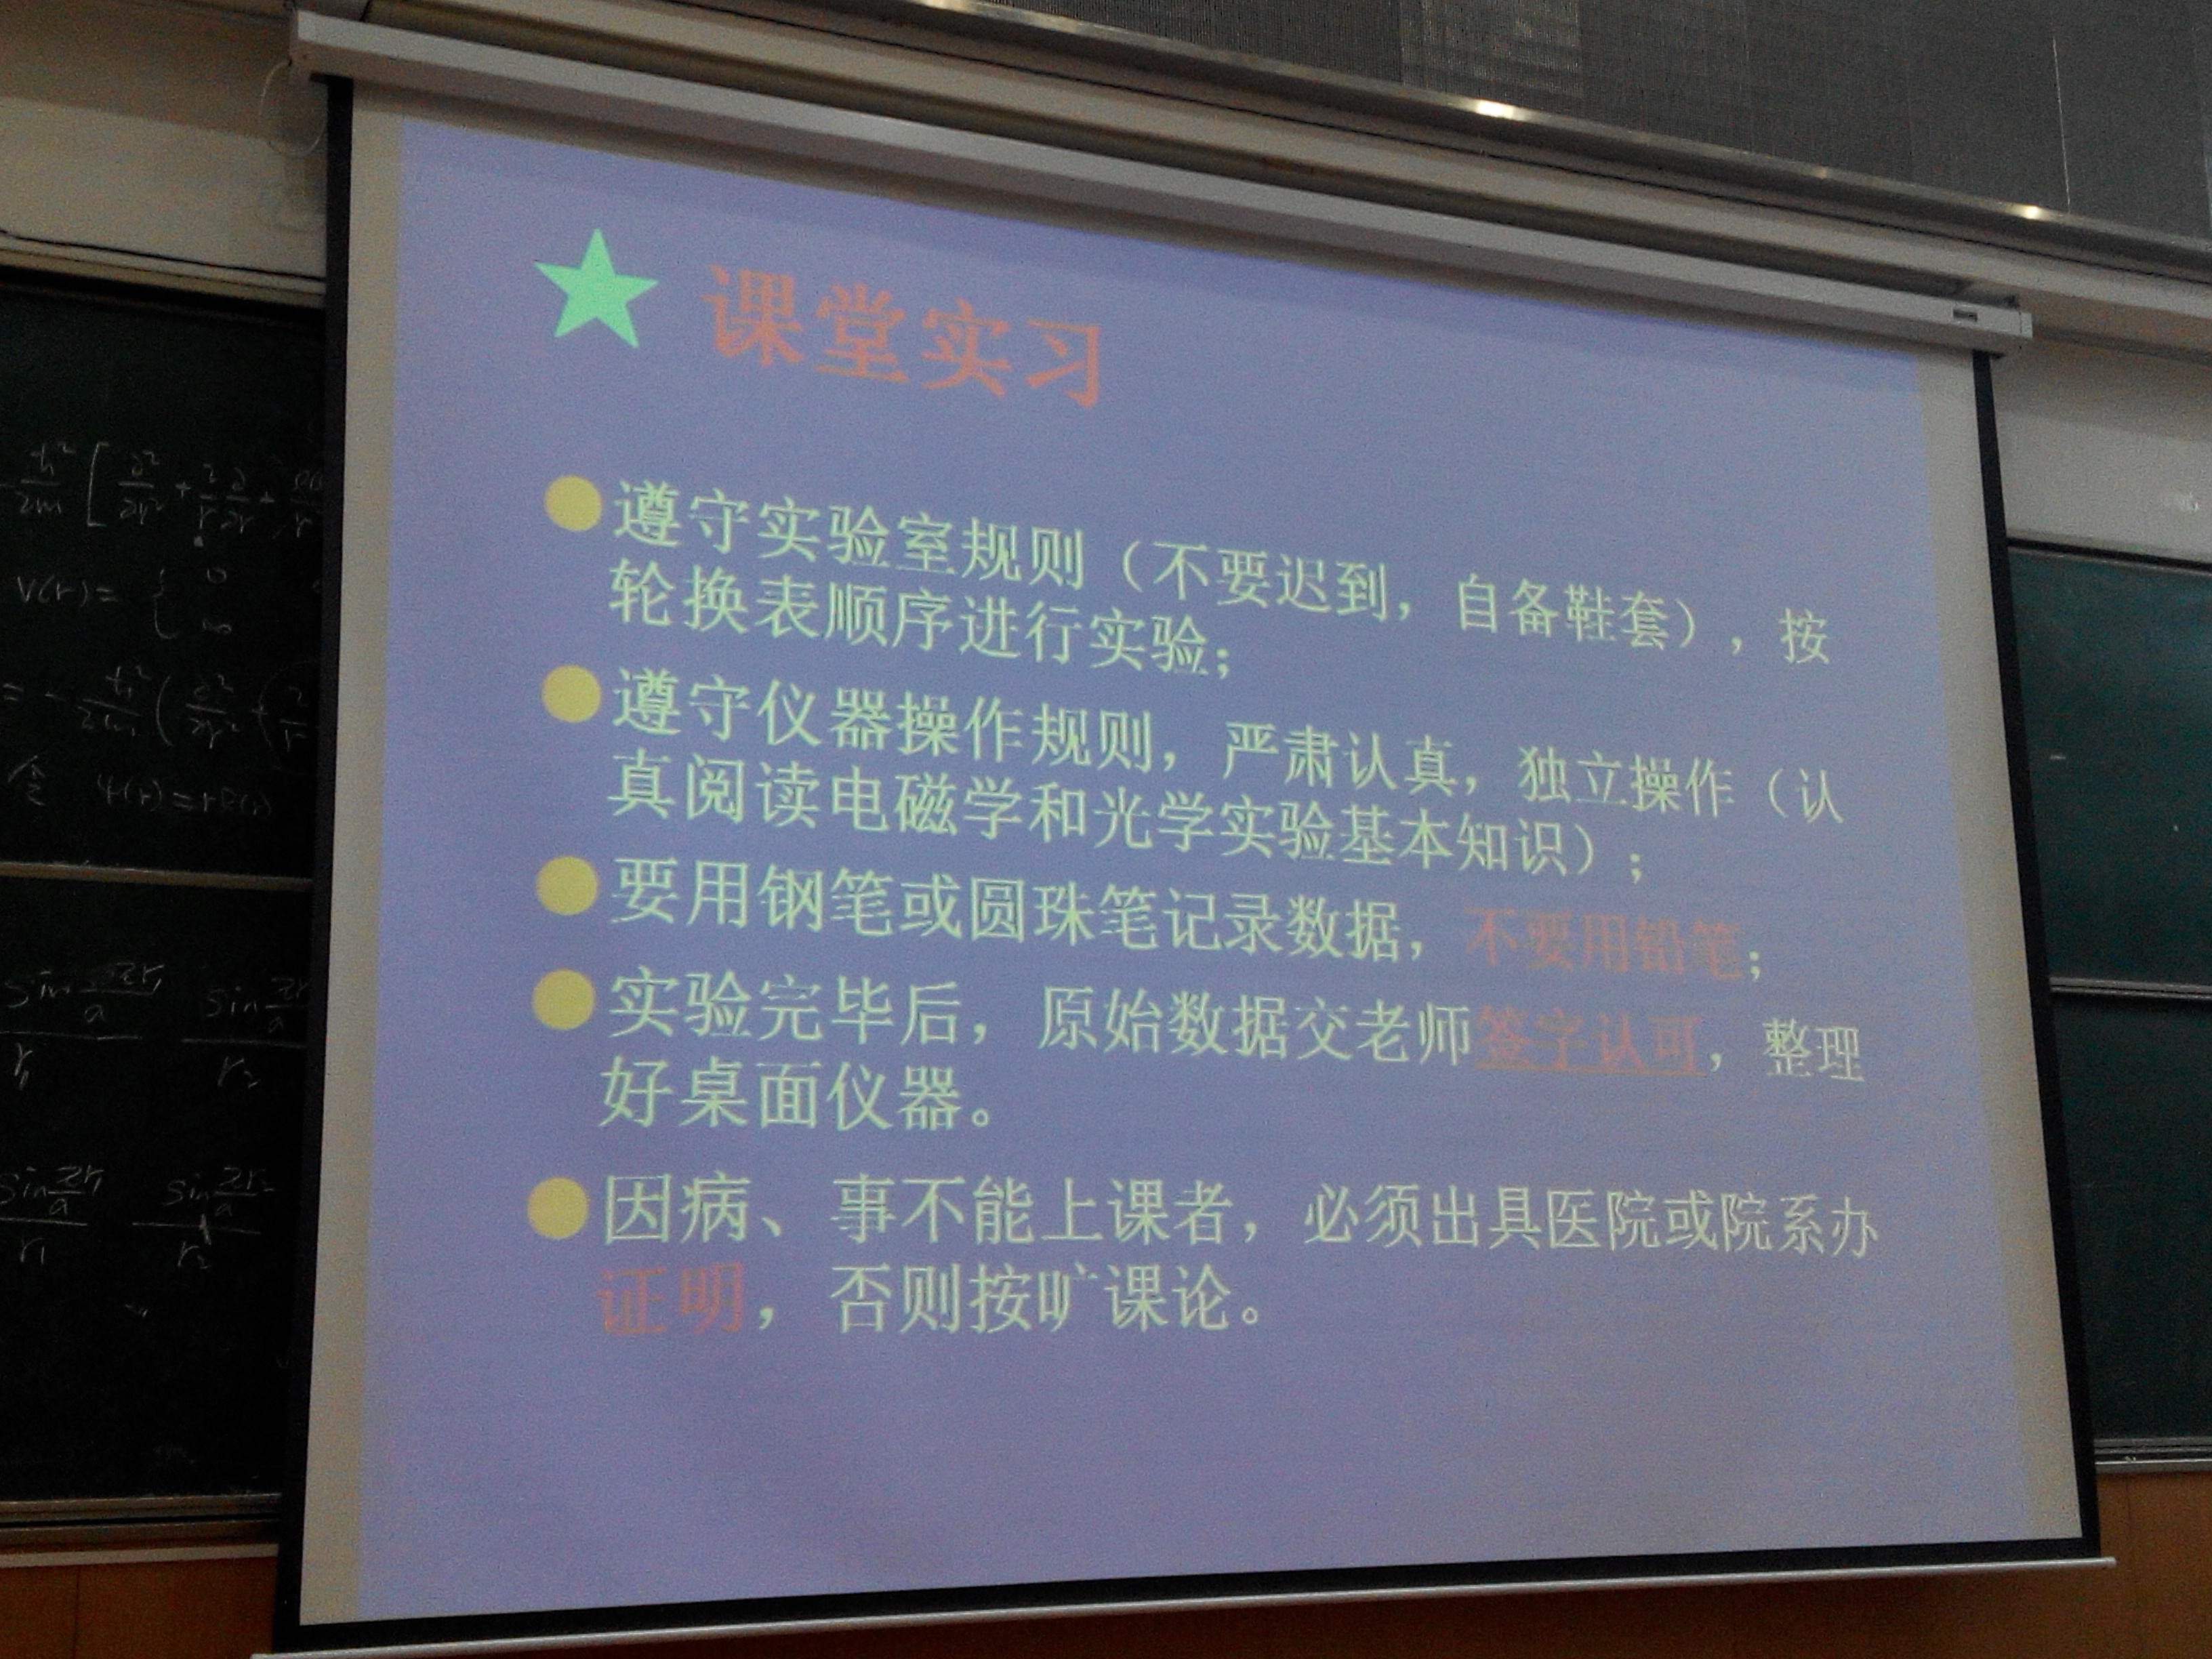 课堂实习
遵守实验室规则（不要迟到，自备鞋套），按
轮换表顺序进行实验；
遵守仪器操作规则，严肃认真，独立操作（认
真阅读电磁学和光学实验基本知识）；
要用钢笔或圆珠笔记录数据，不要用铅笔；
实验完毕后，原始数据交老师签字认可，整理
好桌面仪器。
因病、事不能上课者，必须出具医院或院系办
证明，否则按旷课论。
V(r)=
0
∞
令 Ψ(r)=rR(r)